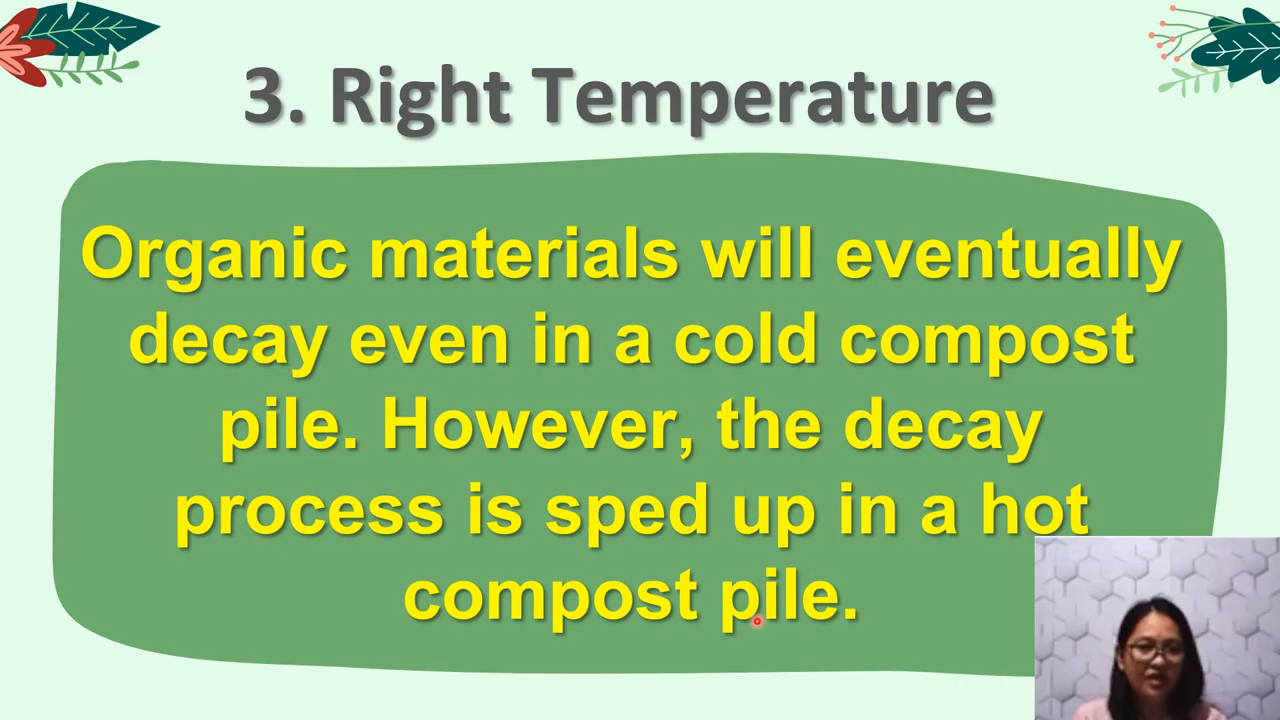 3. Right Temperature
Organic materials will eventually
decay even in a cold compost
pile. However, the decay
process is sped up in a hot
compost pile.